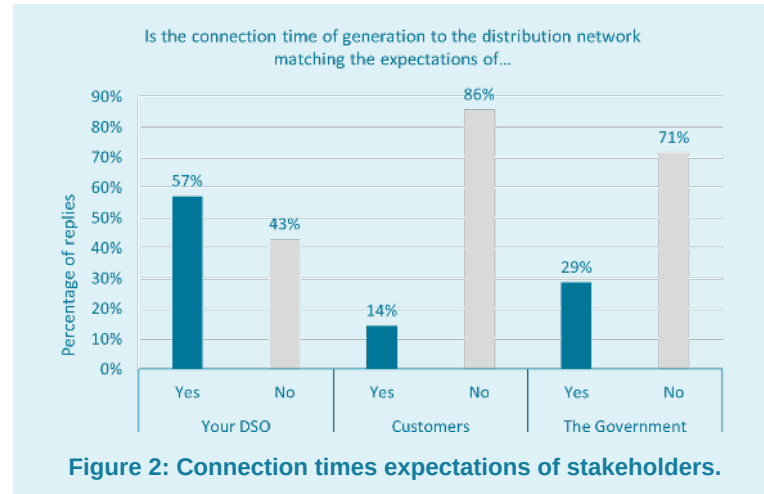 Is the connection time of generation to the distribution network
matching the expectations of...
90%
80%
70%
60%
50%
40%
30%
20%
10%
0%
Percentage of replies
57%
43%
14%
86%
29%
71%
Yes No Yes No Yes No
Your DSO Customers The Government
Figure 2: Connection times expectations of stakeholders.